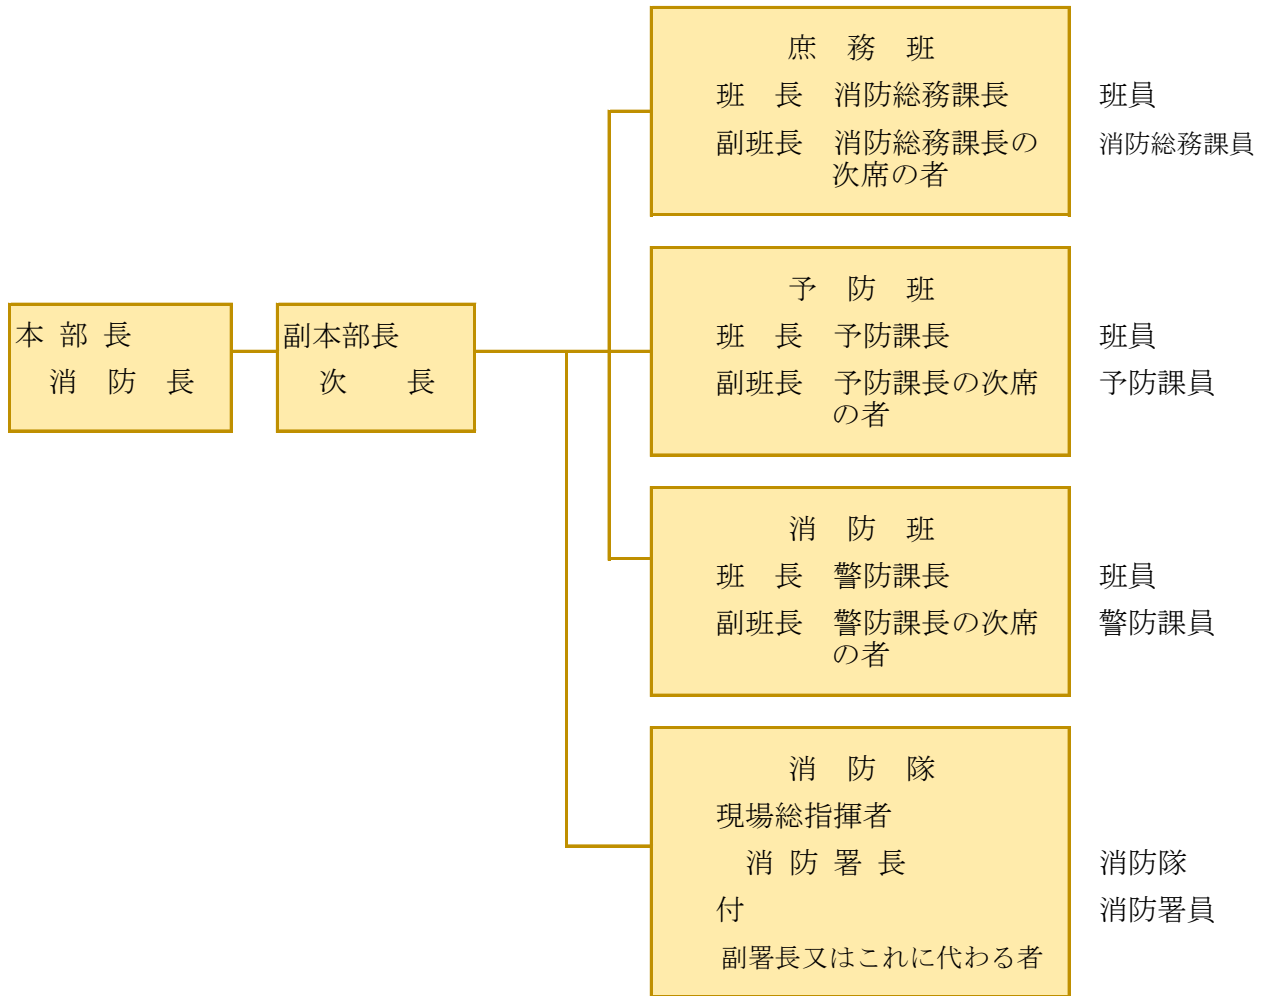 本 部 長
消 防 長
副本部長
次 長
庶 務 班
班 長 消防総務課長
副班長 消防総務課長の
次席の者
班員
消防総務課員
予 防 班
班 長 予防課長
副班長 予防課長の次席
の者
班員
予防課員
消 防 班
班 長 警防課長
副班長 警防課長の次席
の者
班員
警防課員
消 防 隊
現場総指揮者
消 防 署 長
付
副署長又はこれに代わる者
消防隊
消防署員